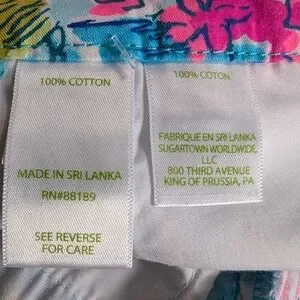 100% COTTON
MADE IN SRI LANKA
RN#88189
SEE REVERSE
FOR CARE
100% COTTON
FABRIQUE EN SRI LANKA
SUGARTOWN WORLDWIDE,
LLC
800 THIRD AVENUE
KING OF PRUSSIA, PA